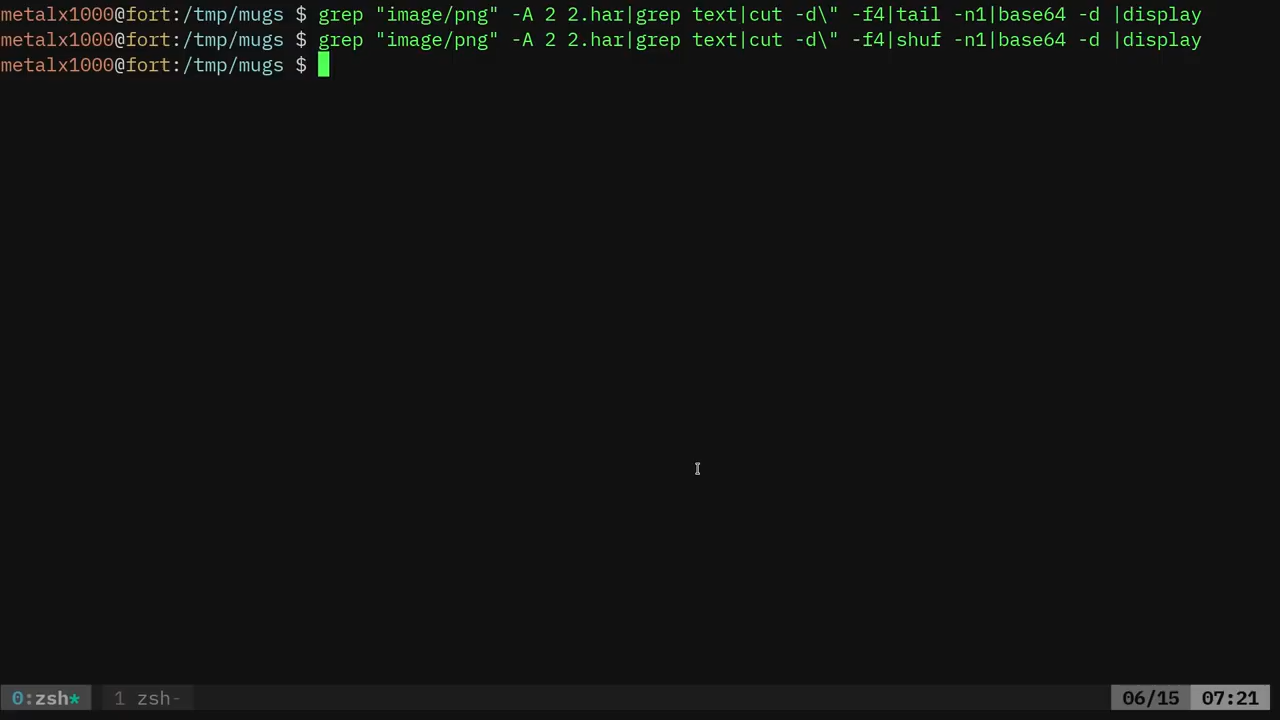 metalx1000@fort:/tmp/mugs $ grep "image/png" -A 2 2.har|grep text|cut -d\" -f4|tail -n1|base64 -d |display
metalx1000@fort:/tmp/mugs $ grep "image/png" -A 2 2.har|grep text|cut -d\" -f4|shuf -n1|base64 -d |display
metalx1000@fort:/tmp/mugs $
0:zsh* 1 zsh- 06/15 07:21